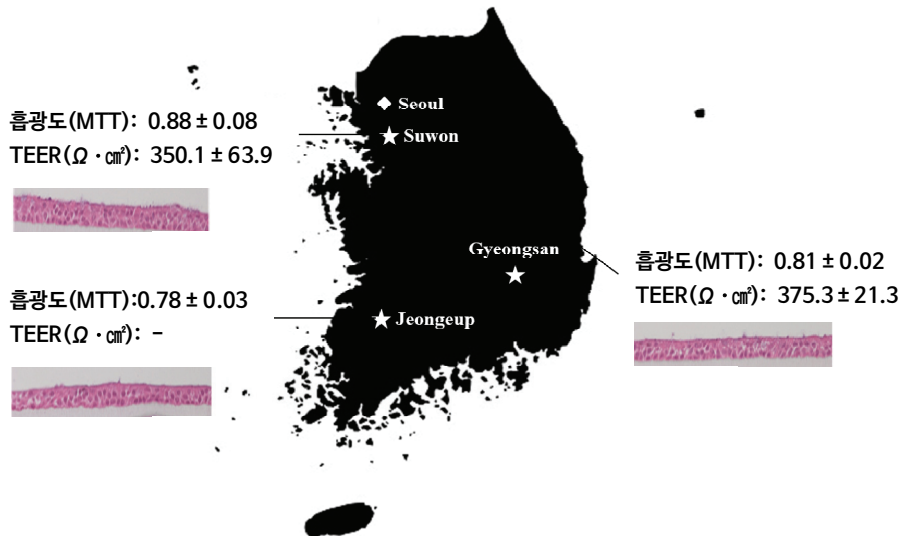 Seoul
흡광도(MTT): 0.88 ± 0.08
TEER(Ω · ㎠): 350.1 ± 63.9
Suwon
Gyeongsan
흡광도(MTT): 0.81 ± 0.02
TEER(Ω · ㎠): 375.3 ± 21.3
흡광도(MTT):0.78 ± 0.03
TEER(Ω · ㎠): -
Jeongeup